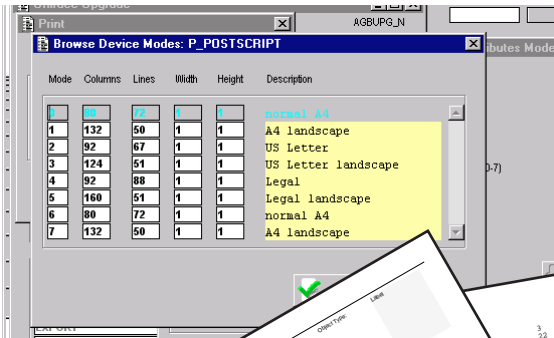 Uniface Upgrade
Print
AGBUPG_N
Browse Device Modes: P_POSTSCRIPT
ibutes Mode
Mode Columns Lines Width Height Description
0 80 72 1 1 normal A4
1 132 50 1 1 A4 landscape
2 92 67 1 1 US Letter
3 124 51 1 1 US Letter landscape
4 92 88 1 1 Legal
5 160 51 1 1 Legal landscape
6 80 72 1 1 normal A4
7 132 50 1 1 A4 landscape
0-7)
Object Type:
Label
EXPORT
3
22